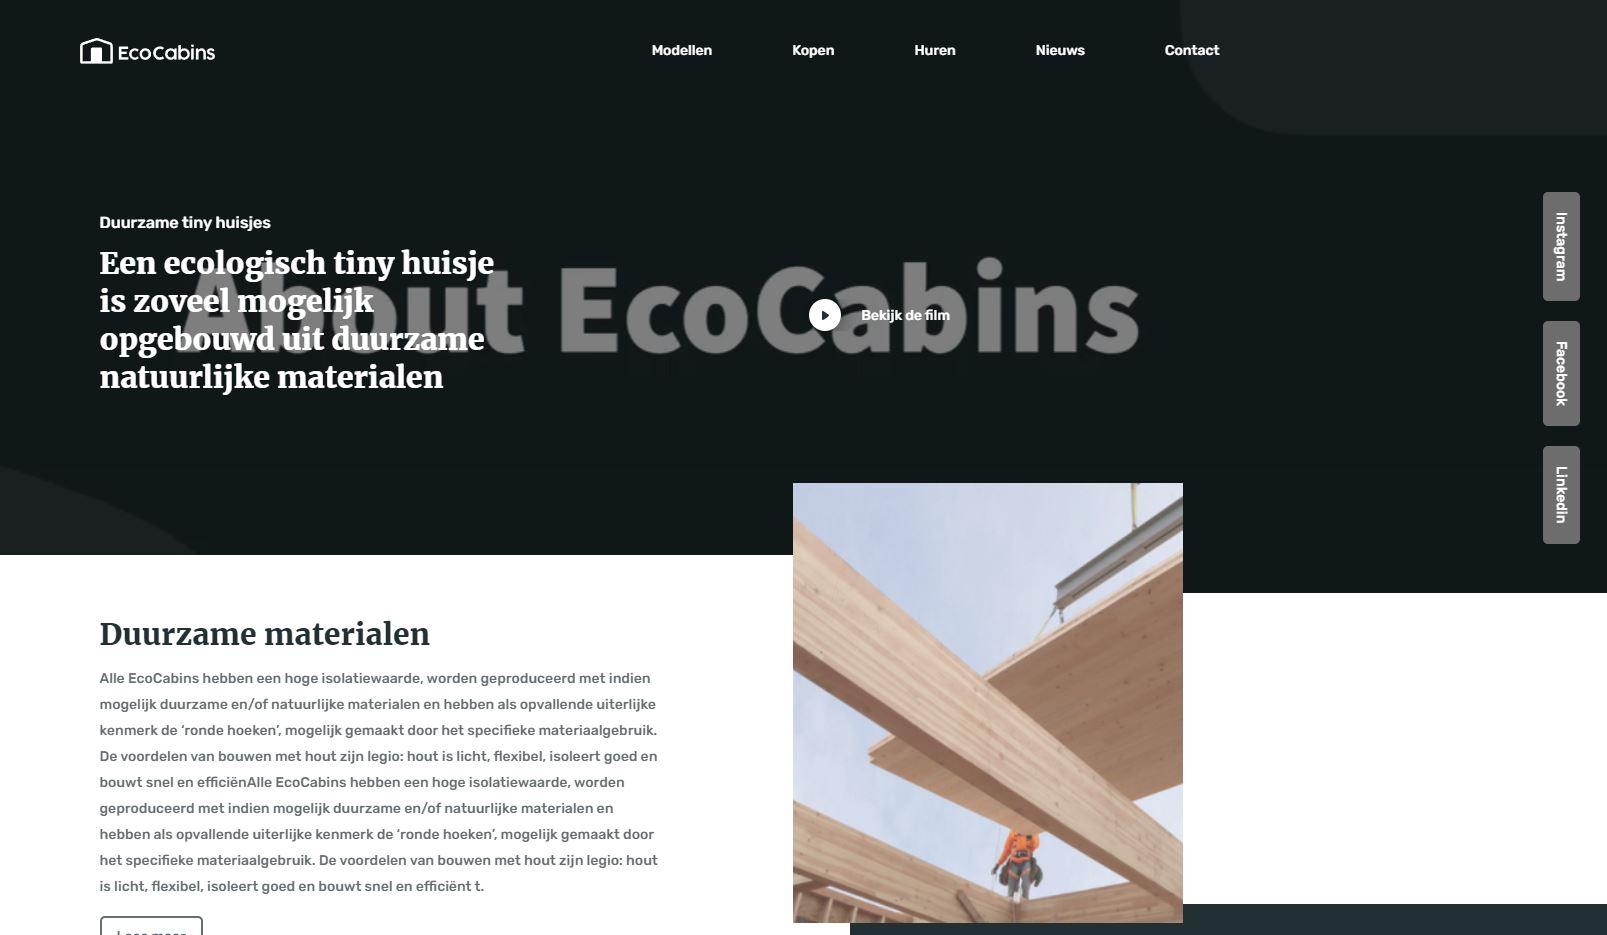 EcoCabins
Modellen
Kopen
Huren
Nieuws
Contact
Duurzame tiny huisjes
Een ecologisch tiny huisje
is zoveel mogelijk
opgebouwd uit duurzame
natuurlijke materialen
About EcoCabins
Bekijk de film
Instagram
Facebook
Linkedin
Duurzame materialen
Alle EcoCabins hebben een hoge isolatiewaarde, worden geproduceerd met indien
mogelijk duurzame en/of natuurlijke materialen en hebben als opvallende uiterlijke
kenmerk de ‘ronde hoeken’, mogelijk gemaakt door het specifieke materiaalgebruik.
De voordelen van bouwen met hout zijn legio: hout is licht, flexibel, isoleert goed en
bouwt snel en efficiënAlle EcoCabins hebben een hoge isolatiewaarde, worden
geproduceerd met indien mogelijk duurzame en/of natuurlijke materialen en
hebben als opvallende uiterlijke kenmerk de ‘ronde hoeken’, mogelijk gemaakt door
het specifieke materiaalgebruik. De voordelen van bouwen met hout zijn legio: hout
is licht, flexibel, isoleert goed en bouwt snel en efficiënt t.